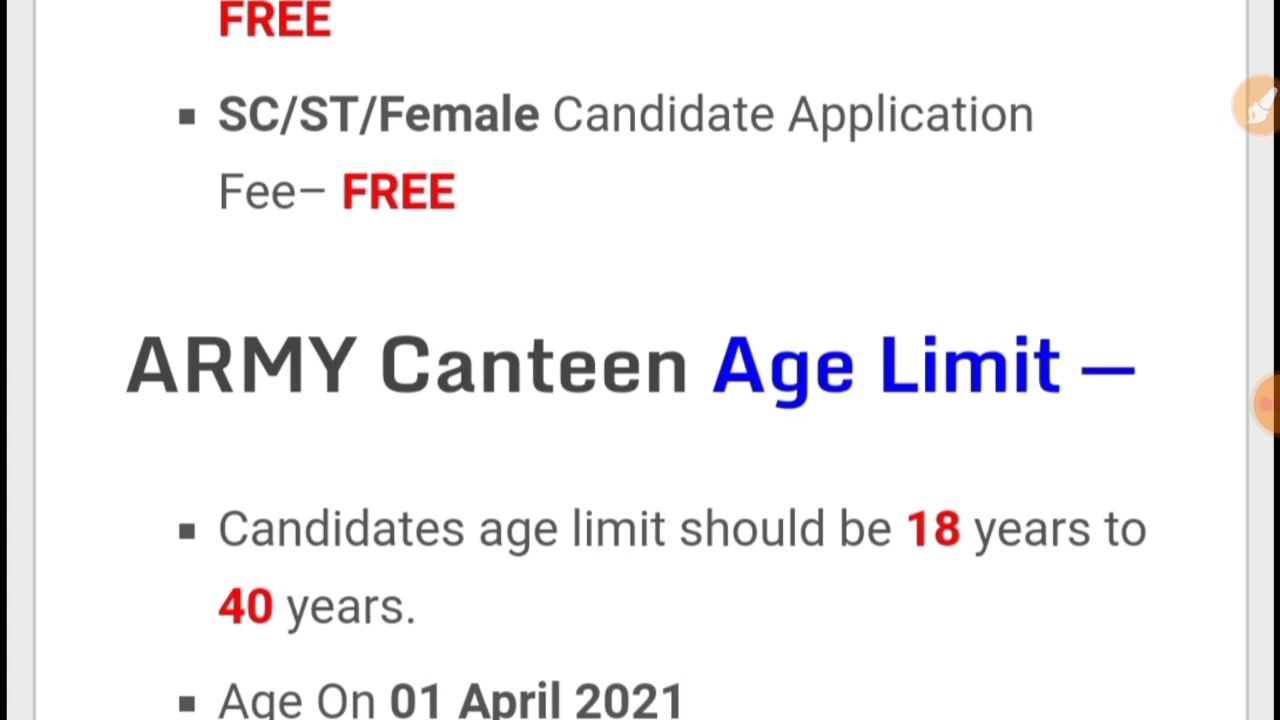 FREE
▪ SC/ST/Female Candidate Application
Fee– FREE
ARMY Canteen Age Limit –
▪ Candidates age limit should be 18 years to
40 years.
▪ Age On 01 April 2021